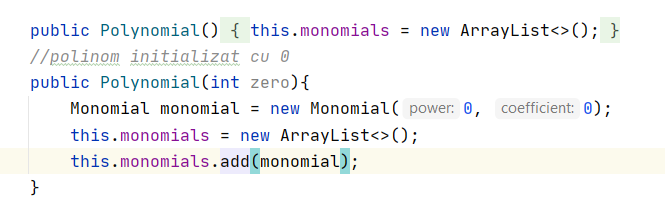 public Polynomial() { this.monomials = new ArrayList<>(); }
//polinom initializat cu 0
public Polynomial(int zero){
Monomial monomial = new Monomial( power: 0, coefficient: 0);
this.monomials = new ArrayList<>();
this.monomials.add(monomial);
}